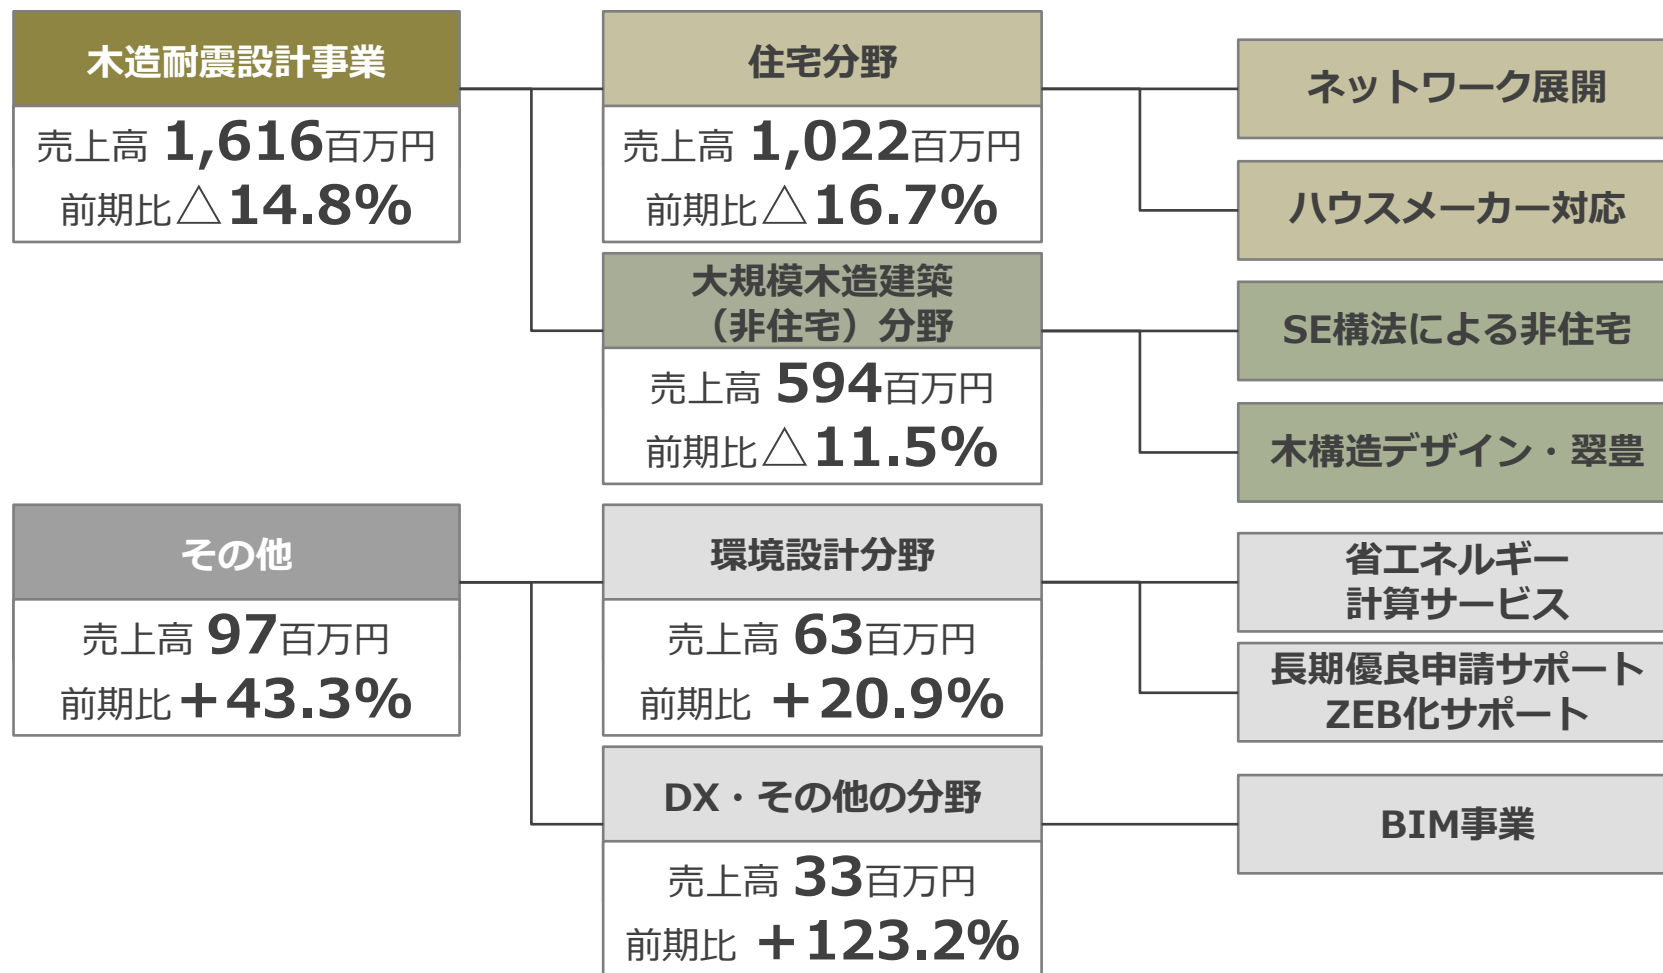 木造耐震設計事業
売上高 1,616百万円
前期比△14.8%
住宅分野
売上高 1,022百万円
前期比△16.7%
ネットワーク展開
ハウスメーカー対応
大規模木造建築
（非住宅）分野
売上高 594百万円
前期比△11.5%
SE構法による非住宅
木構造デザイン・翠豊
その他
売上高 97百万円
前期比+43.3%
環境設計分野
売上高 63百万円
前期比 +20.9%
省エネルギー
計算サービス
長期優良申請サポート
ZEB化サポート
DX・その他の分野
売上高 33百万円
前期比 +123.2%
BIM事業